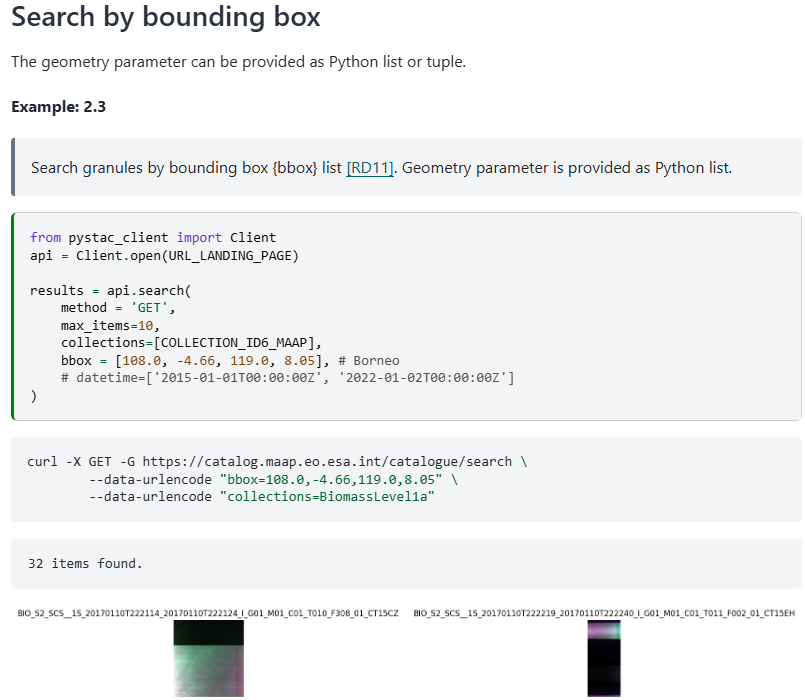 Search by bounding box
The geometry parameter can be provided as Python list or tuple.
Example: 2.3
Search granules by bounding box {bbox} list [RD11]. Geometry parameter is provided as Python list.
from pystac_client import Client
api = Client.open(URL_LANDING_PAGE)
results = api.search(
    method = 'GET',
    max_items=10,
    collections=[COLLECTION_ID6_MAAP],
    bbox = [108.0, -4.66, 119.0, 8.05], # Borneo
    # datetime=['2015-01-01T00:00:00Z', '2022-01-02T00:00:00Z']
)
curl -X GET -G https://catalog.maap.eo.esa.int/catalogue/search \
        --data-urlencode "bbox=108.0,-4.66,119.0,8.05" \
        --data-urlencode "collections=BiomassLevel1a"
32 items found.
BIO_S2_SCS__1S_20170110T222114_20170110T222124_I_G01_M01_C01_T010_F308_01_CT15CZ BIO_S2_SCS__1S_20170110T222219_20170110T222240_I_G01_M01_C01_T011_F002_01_CT15EH